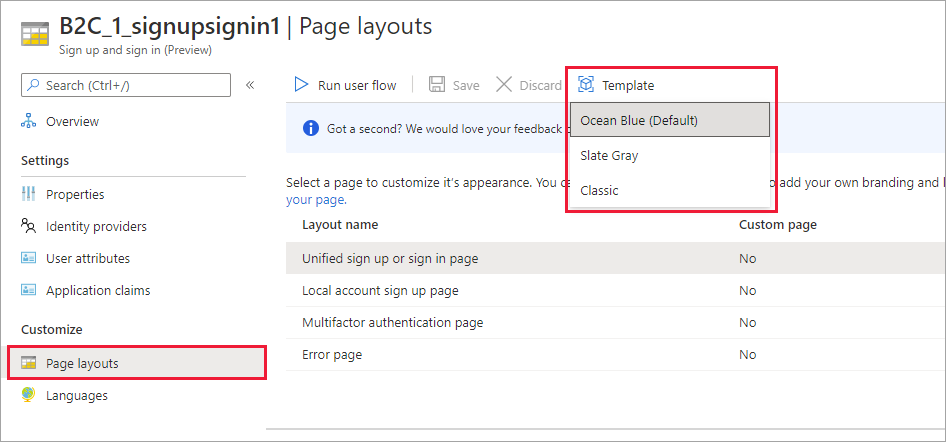 B2C_1_signupsignin1 | Page layouts
Sign up and sign in (Preview)
Search (Ctrl+/)
«
Run user flow
Save
Discard
Template
Overview
Ocean Blue (Default)
Got a second? We would love your feedback
Slate Gray
Classic
Settings
Select a page to customize it's appearance. You
to add your own branding and
your page.
Properties
Identity providers
User attributes
Application claims
Layout name
Custom page
Unified sign up or sign in page
No
Local account sign up page
No
Multifactor authentication page
No
Error page
No
Customize
Page layouts
Languages